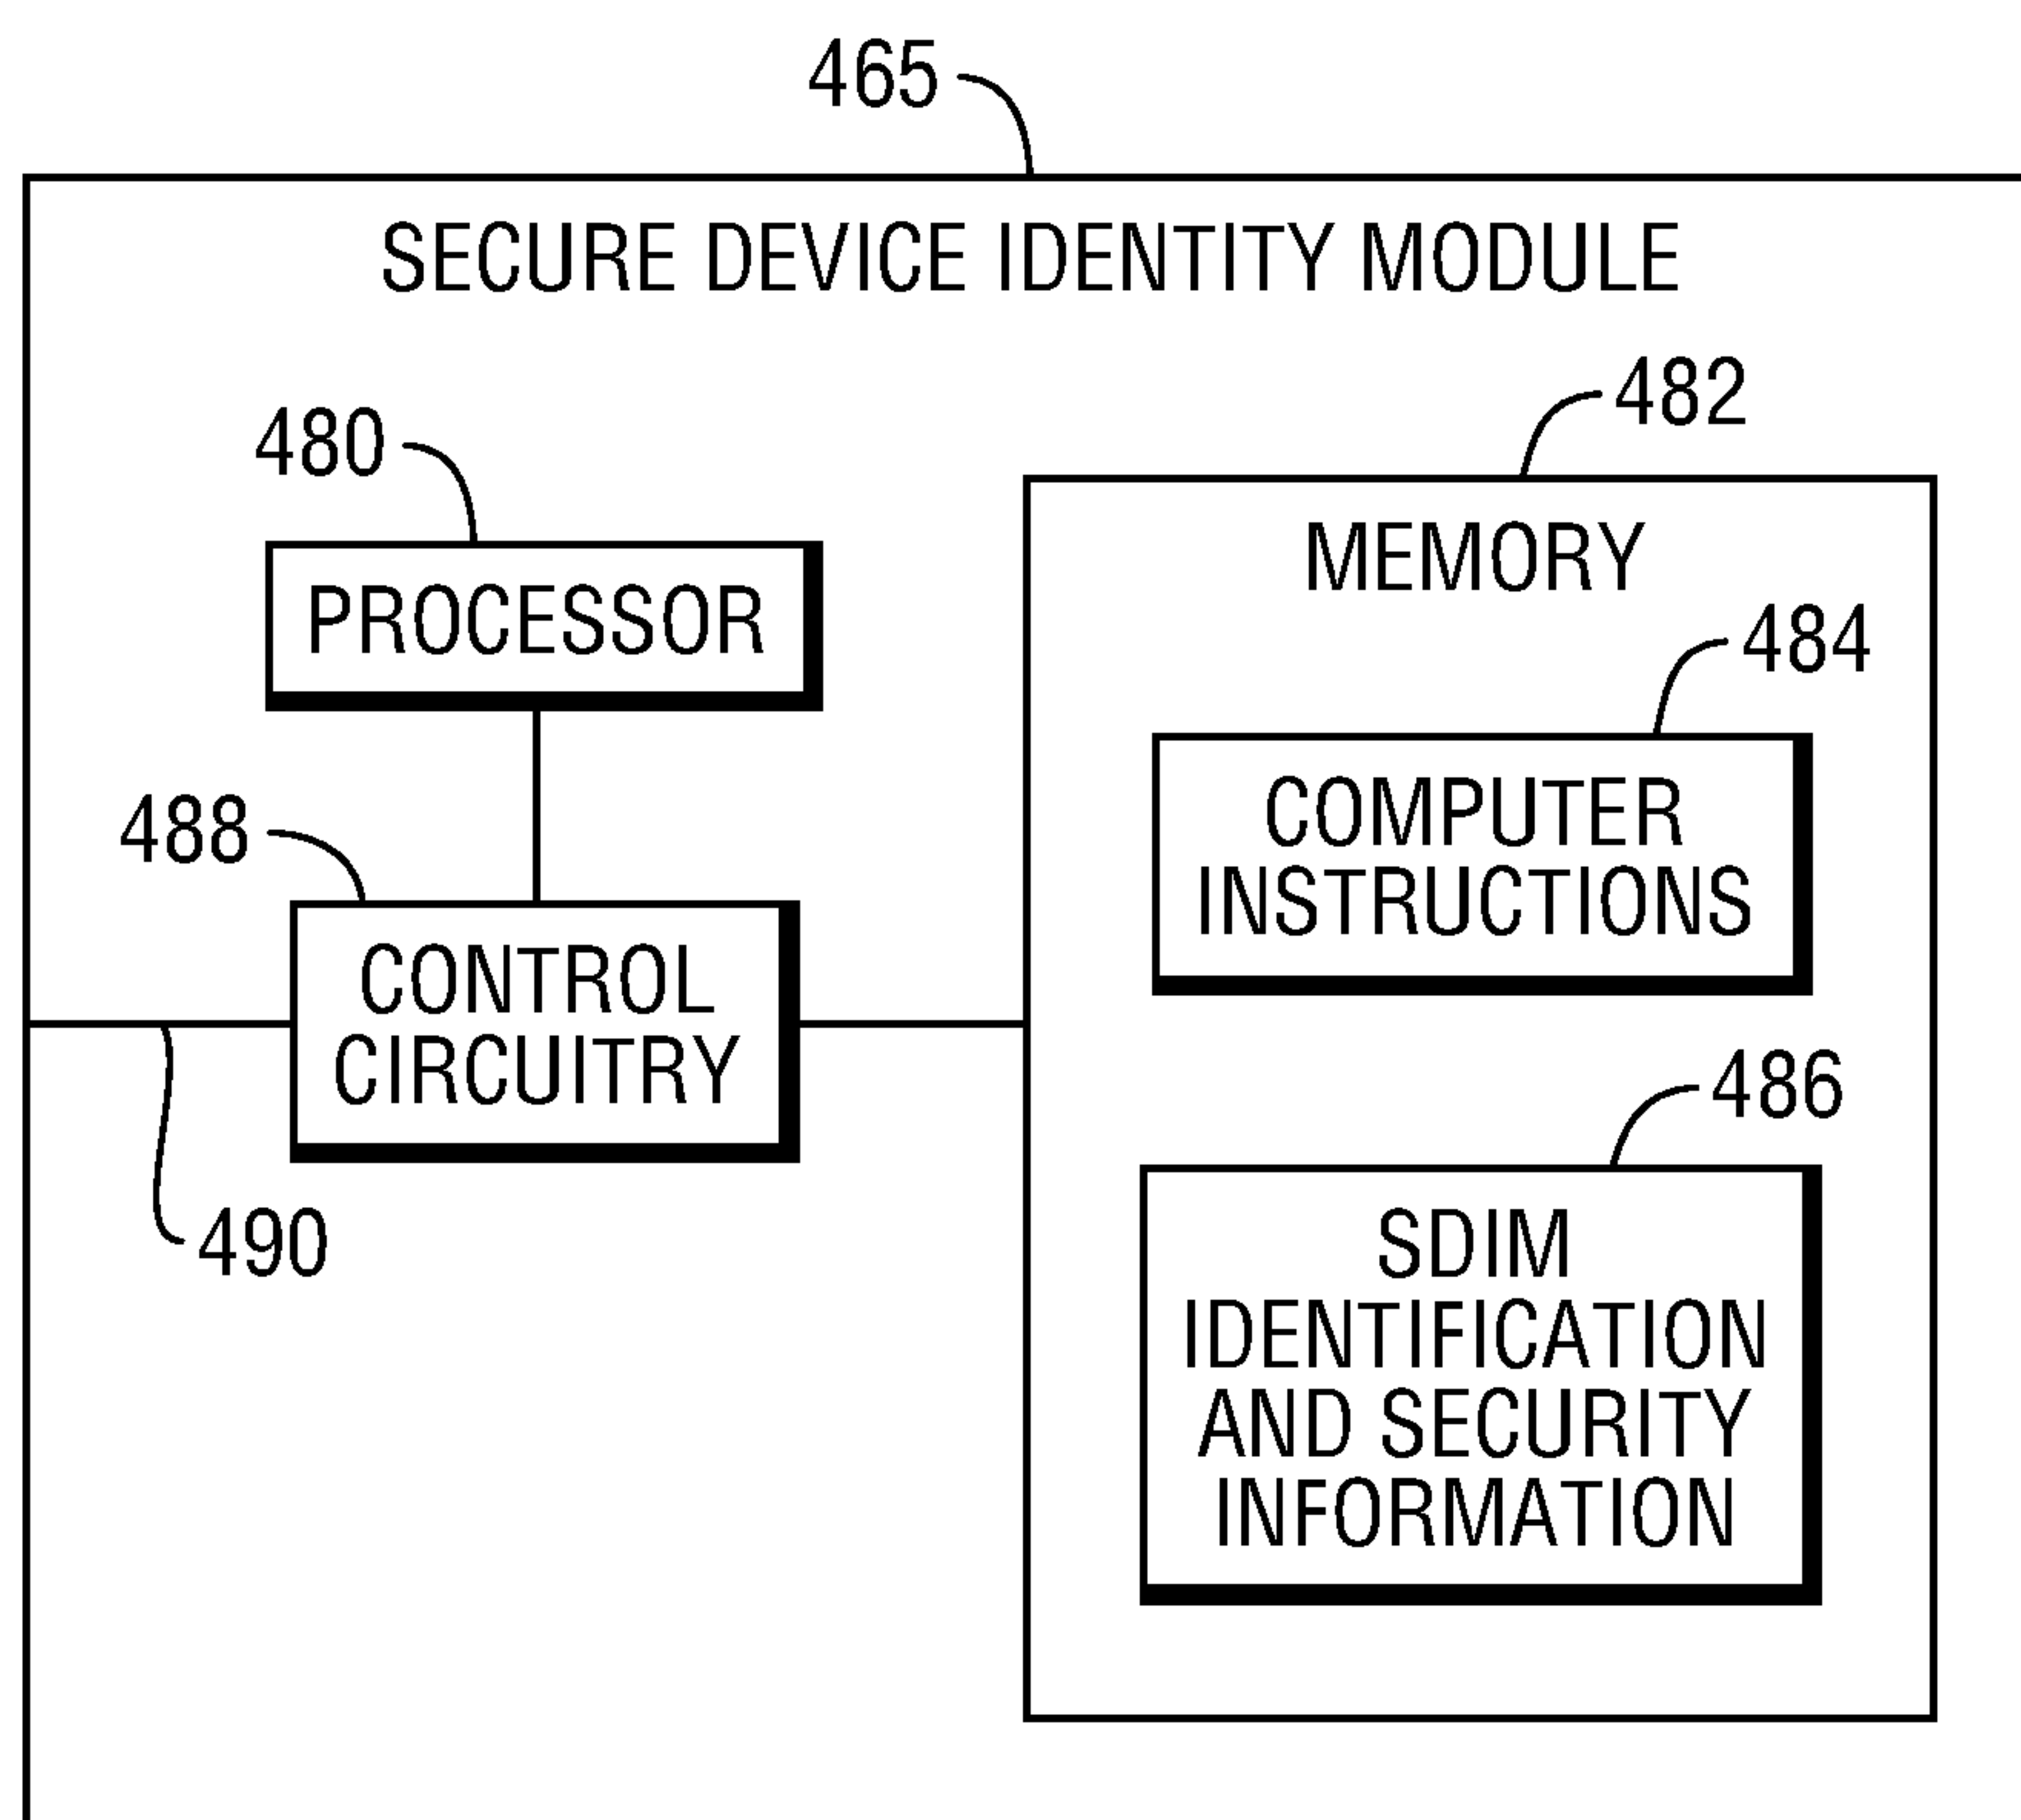 465
SECURE DEVICE IDENTITY MODULE
482
480
MEMORY
PROCESSOR
484
COMPUTER
INSTRUCTIONS
488
CONTROL
CIRCUITRY
490
486
SDIM
IDENTIFICATION
AND SECURITY
INFORMATION